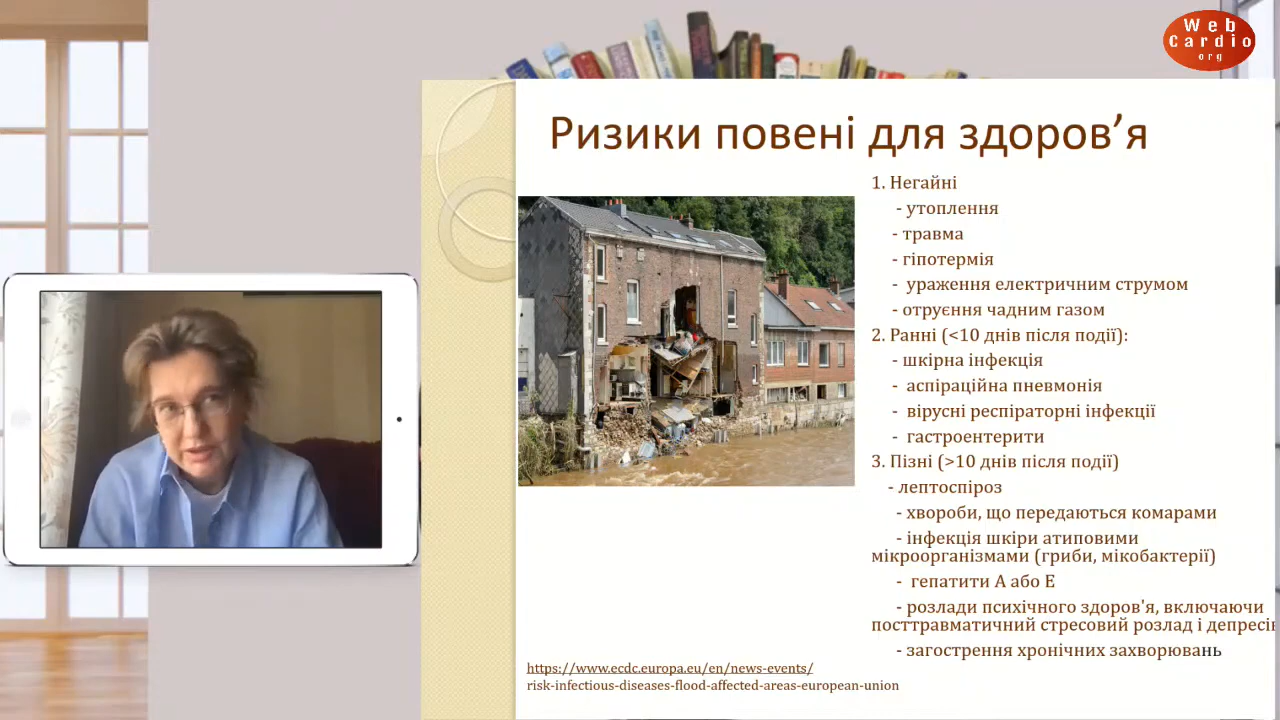 Web
Cardio
org
Ризики повені для здоров’я
1. Негайні
- утоплення
- травма
- гіпотермія
- ураження електричним струмом
- отруєння чадним газом
2. Ранні (<10 днів після події):
- шкірна інфекція
- аспіраційна пневмонія
- вірусні респіраторні інфекції
- гастроентерити
3. Пізні (>10 днів після події)
- лептоспіроз
- хвороби, що передаються комарами
- інфекція шкіри атиповими
мікроорганізмами (гриби, мікобактерії)
- гепатити А або Е
- розлади психічного здоров'я, включаючи
посттравматичний стресовий розлад і
- загострення хронічних захворювань
https://www.ecdc.europa.eu/en/news-events/
risk-infectious-diseases-flood-affected-areas-european-union